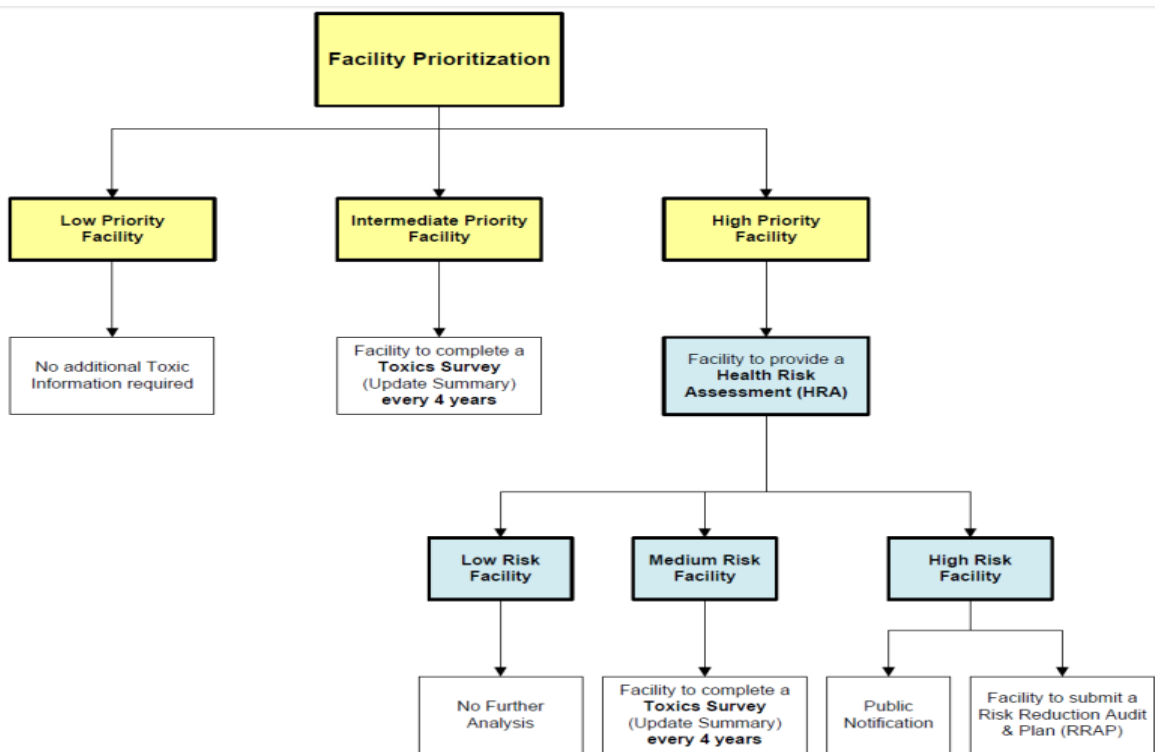 Facility Prioritization
Low Priority
Facility
Intermediate Priority
Facility
High Priority
Facility
No additional Toxic
Information required
Facility to complete a
Toxics Survey
(Update Summary)
every 4 years
Facility to provide a
Health Risk
Assessment (HRA)
Low Risk
Facility
Medium Risk
Facility
High Risk
Facility
No Further
Analysis
Facility to complete a
Toxics Survey
(Update Summary)
every 4 years
Public
Notification
Facility to submit a
Risk Reduction Audit
& Plan (RRAP)